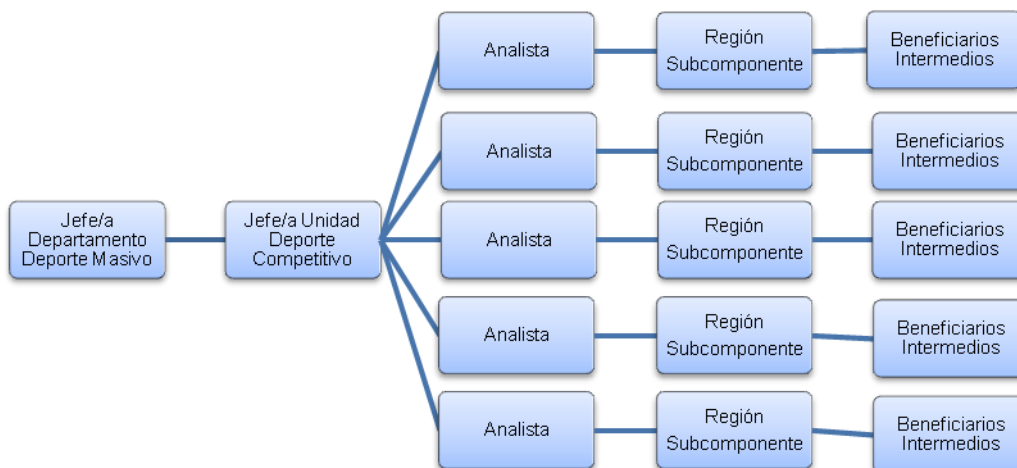 Analista
Región
Subcomponente
Beneficiarios
Intermedios
Analista
Región
Subcomponente
Beneficiarios
Intermedios
Jefe/a
Departamento
Deporte Masivo
Jefe/a Unidad
Deporte
Competitivo
Analista
Región
Subcomponente
Beneficiarios
Intermedios
Analista
Región
Subcomponente
Beneficiarios
Intermedios
Analista
Región
Subcomponente
Beneficiarios
Intermedios